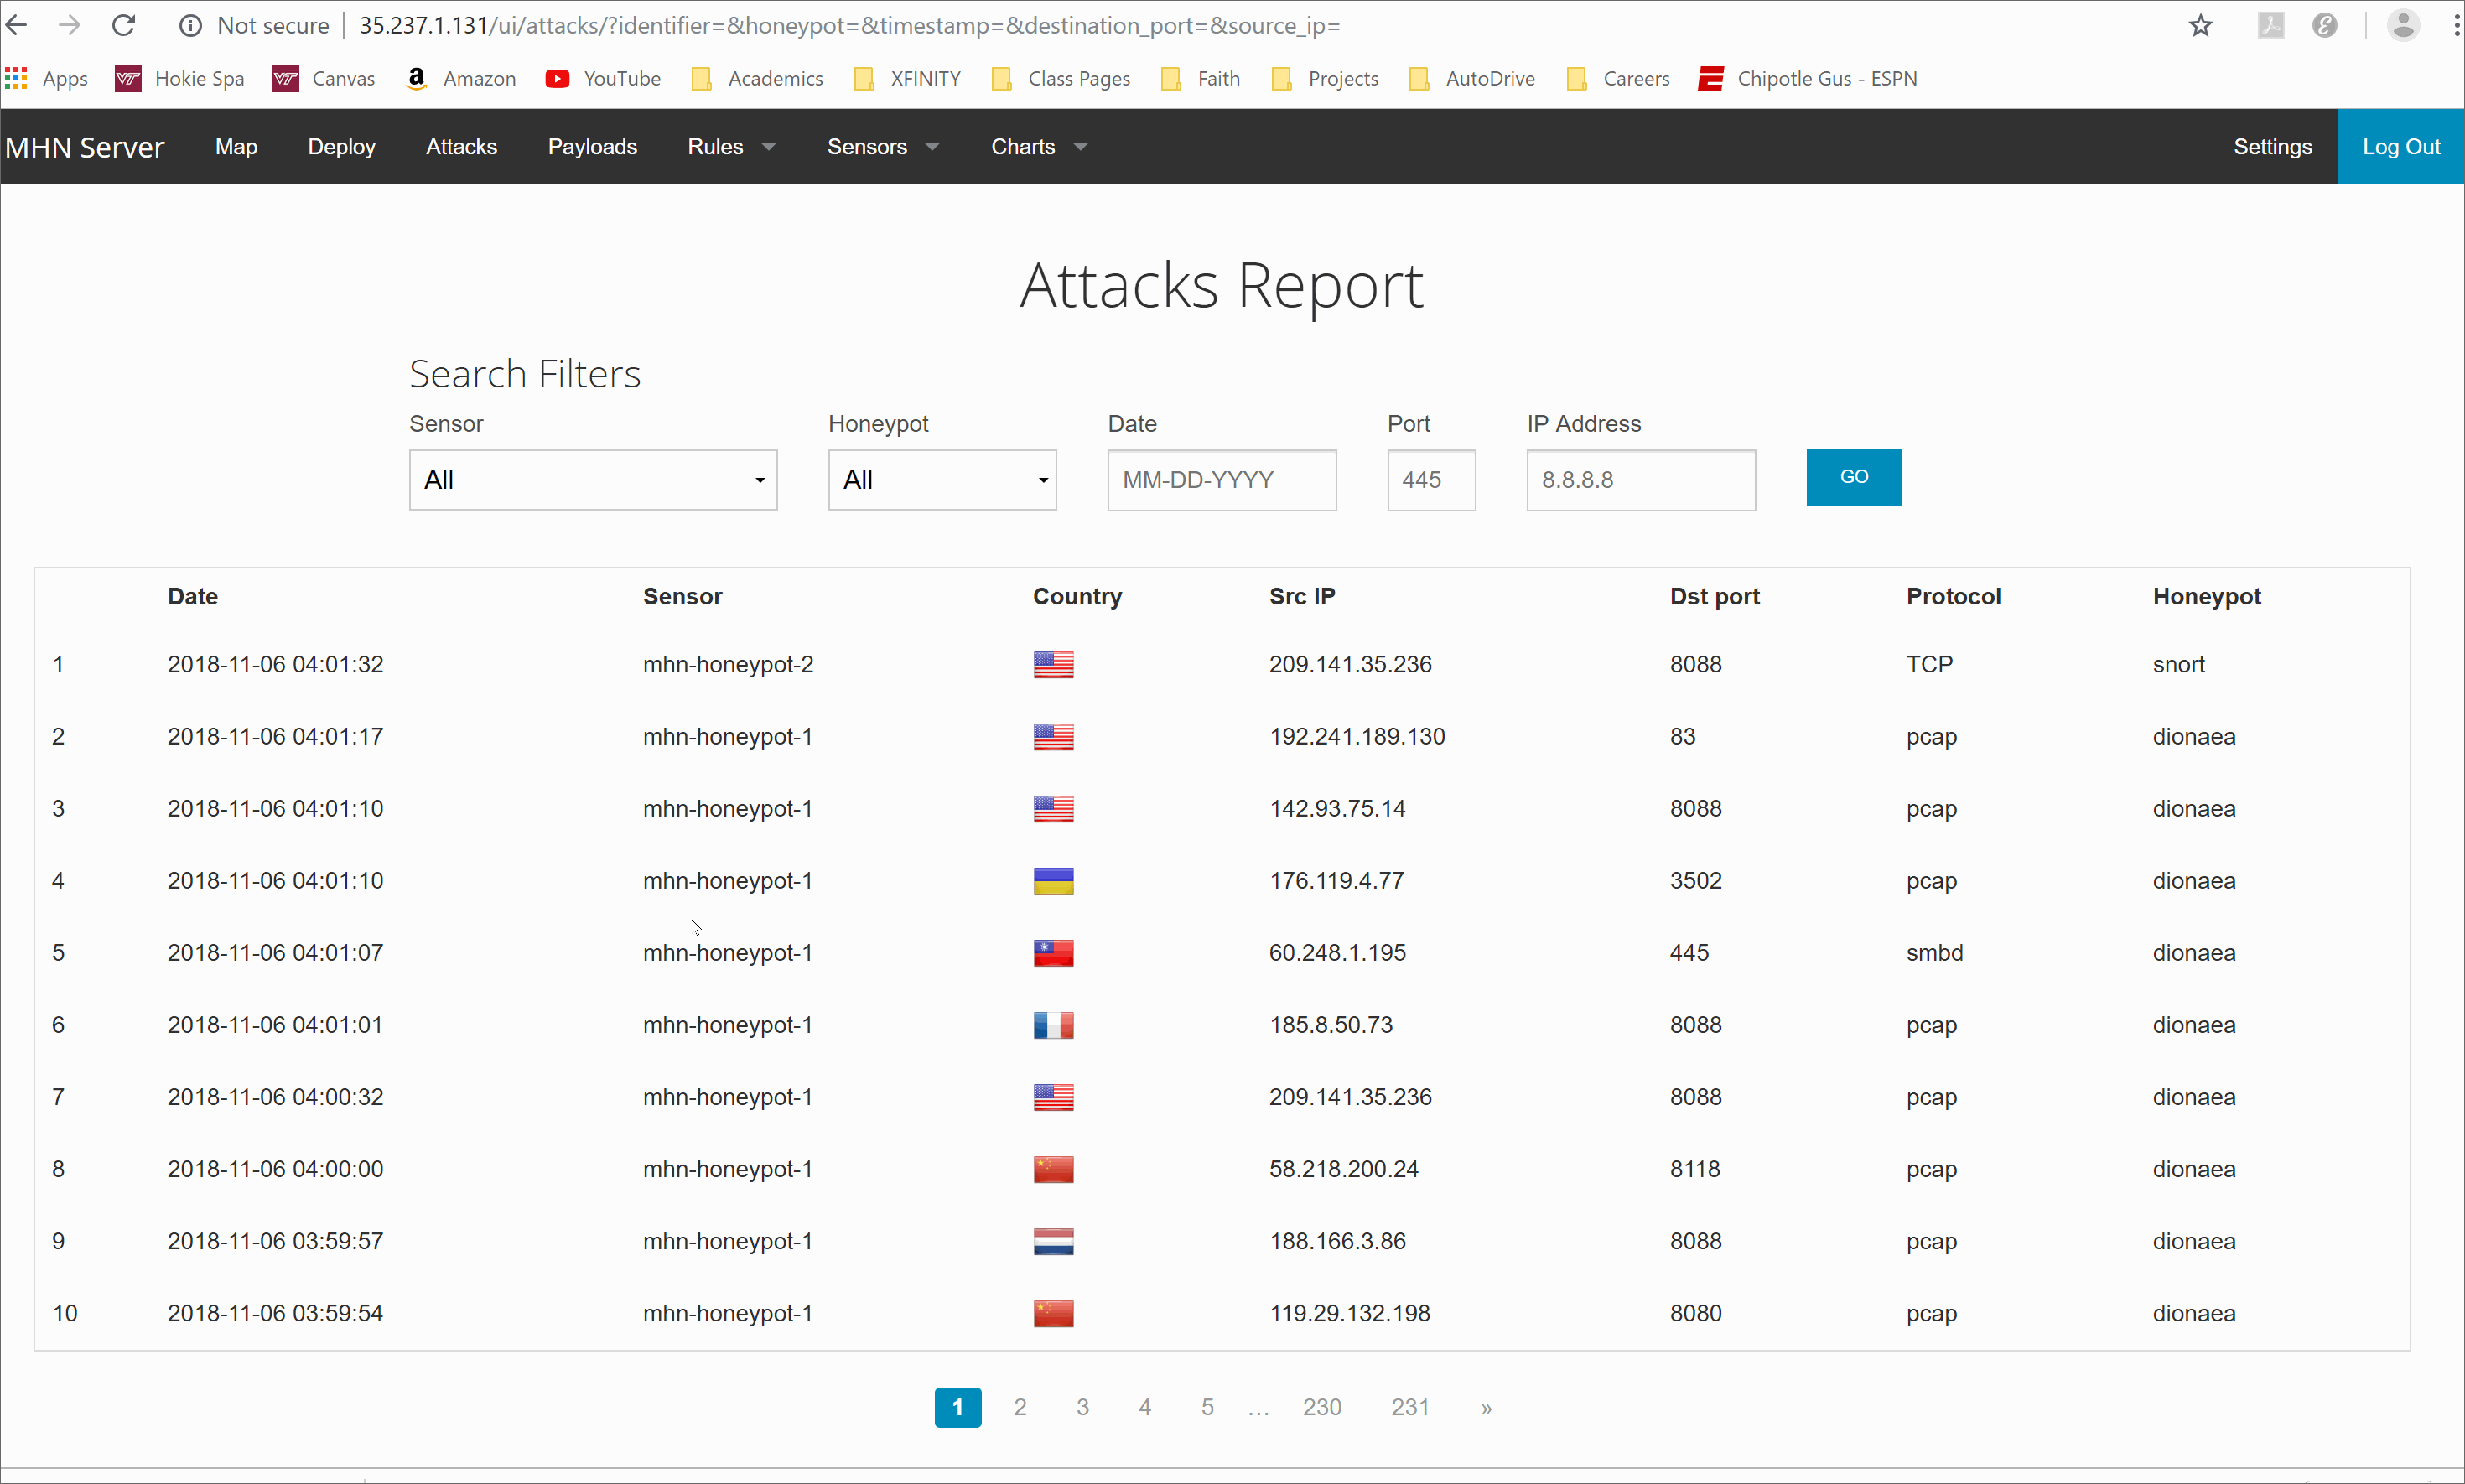 Not secure 35.237.1.131/ui/attacks/?identifier=&honeypot=&timestamp=&destination_port=&source_ip=
Apps VT Hokie Spa VT Canvas a Amazon YouTube Academics XFINITY Class Pages Faith Projects AutoDrive Careers Chipotle Gus - ESPN
MHN Server Map Deploy Attacks Payloads Rules Sensors Charts Settings Log Out
Attacks Report
Search Filters
Sensor Honeypot Date Port IP Address
All All MM-DD-YYYY 445 8.8.8.8 GO
Date Sensor Country Src IP Dst port Protocol Honeypot
1 2018-11-06 04:01:32 mhn-honeypot-2 209.141.35.236 8088 TCP snort
2 2018-11-06 04:01:17 mhn-honeypot-1 192.241.189.130 83 pcap dionaea
3 2018-11-06 04:01:10 mhn-honeypot-1 142.93.75.14 8088 pcap dionaea
4 2018-11-06 04:01:10 mhn-honeypot-1 176.119.4.77 3502 pcap dionaea
5 2018-11-06 04:01:07 mhn-honeypot-1 60.248.1.195 445 smbd dionaea
6 2018-11-06 04:01:01 mhn-honeypot-1 185.8.50.73 8088 pcap dionaea
7 2018-11-06 04:00:32 mhn-honeypot-1 209.141.35.236 8088 pcap dionaea
8 2018-11-06 04:00:00 mhn-honeypot-1 58.218.200.24 8118 pcap dionaea
9 2018-11-06 03:59:57 mhn-honeypot-1 188.166.3.86 8088 pcap dionaea
10 2018-11-06 03:59:54 mhn-honeypot-1 119.29.132.198 8080 pcap dionaea
1 2 3 4 5 … 230 231 »